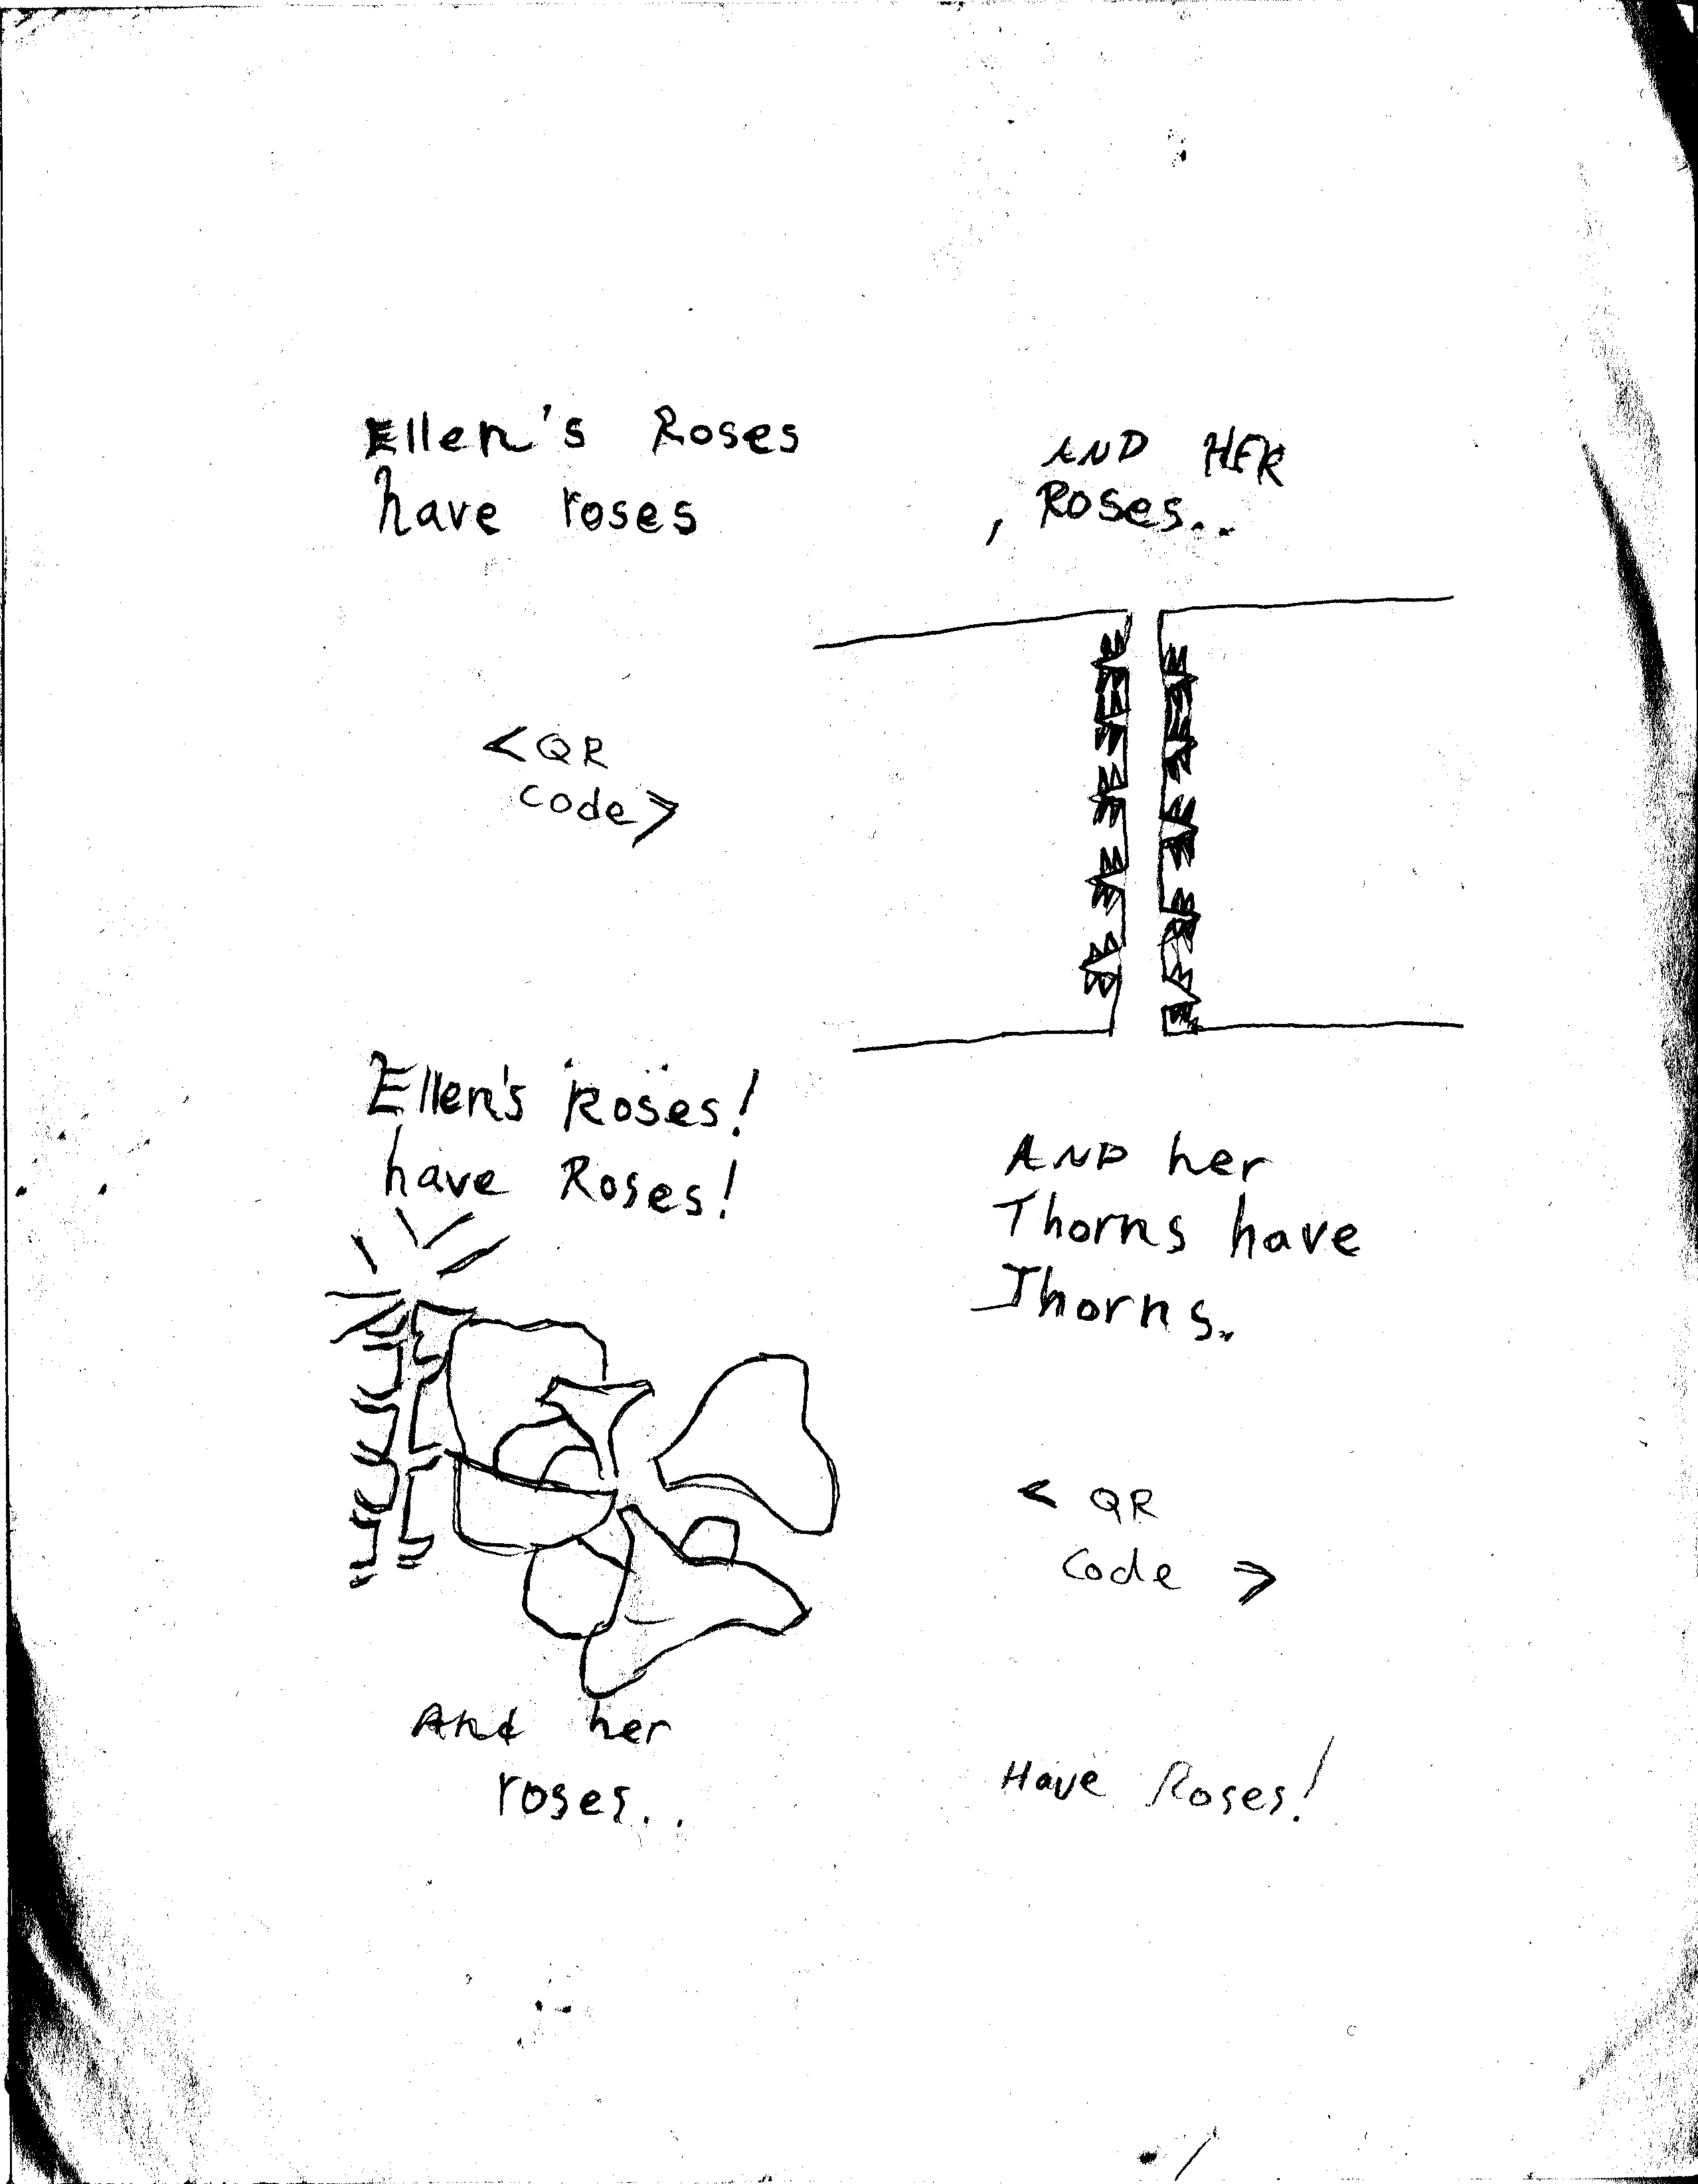 Ellen's Roses
have roses
AND HER
, Roses...
<QR
code>
Ellen's Roses!
have Roses!
AND her
Thorns have
Thorns.
< QR
Code >
And her
roses...
Have Roses!